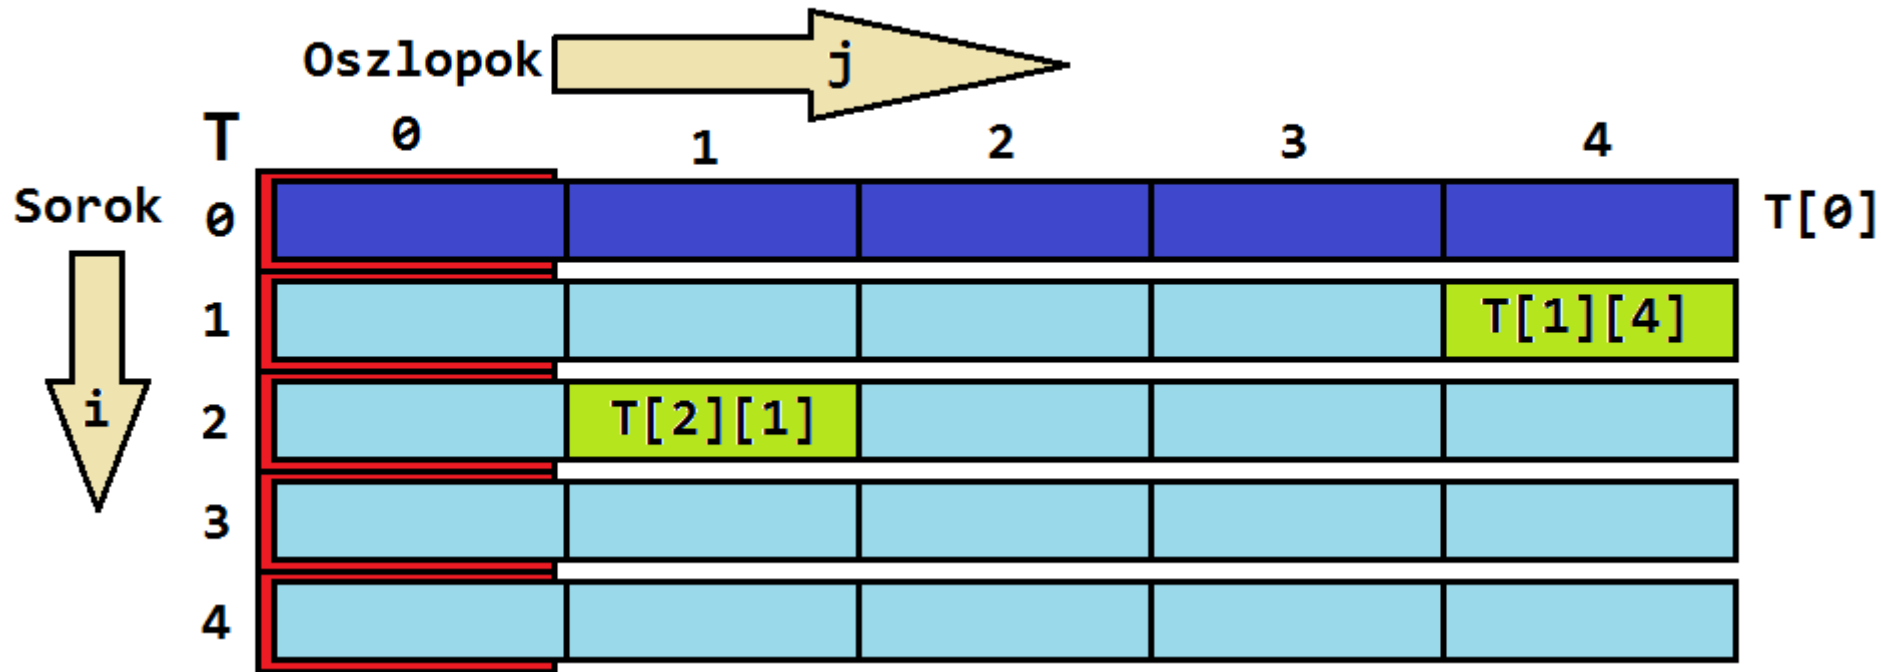 Oszlopok j
T 0 1 2 3 4
Sorok 0 T[0]
1 T[1][4]
i 2 T[2][1]
3
4